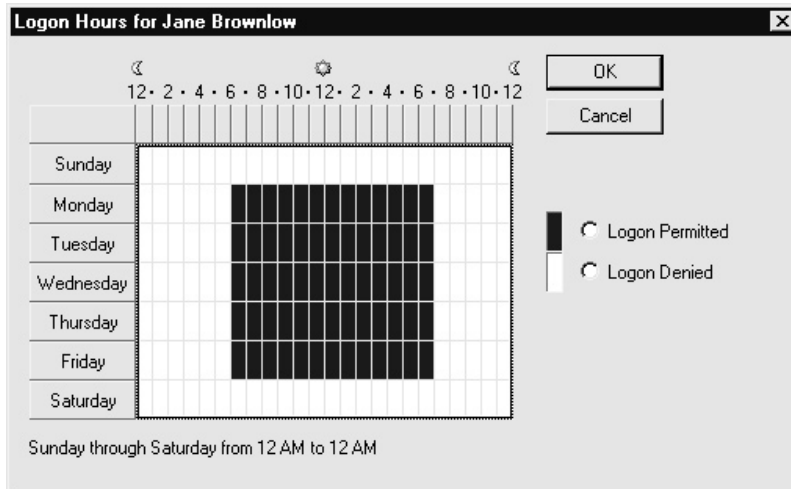 Logon Hours for Jane Brownlow
OK
12 · 2 · 4 · 6 · 8 · 10 · 12 · 2 · 4 · 6 · 8 · 10 · 12
Cancel
Sunday
Monday
Tuesday
Logon Permitted
Wednesday
Logon Denied
Thursday
Friday
Saturday
Sunday through Saturday from 12 AM to 12 AM